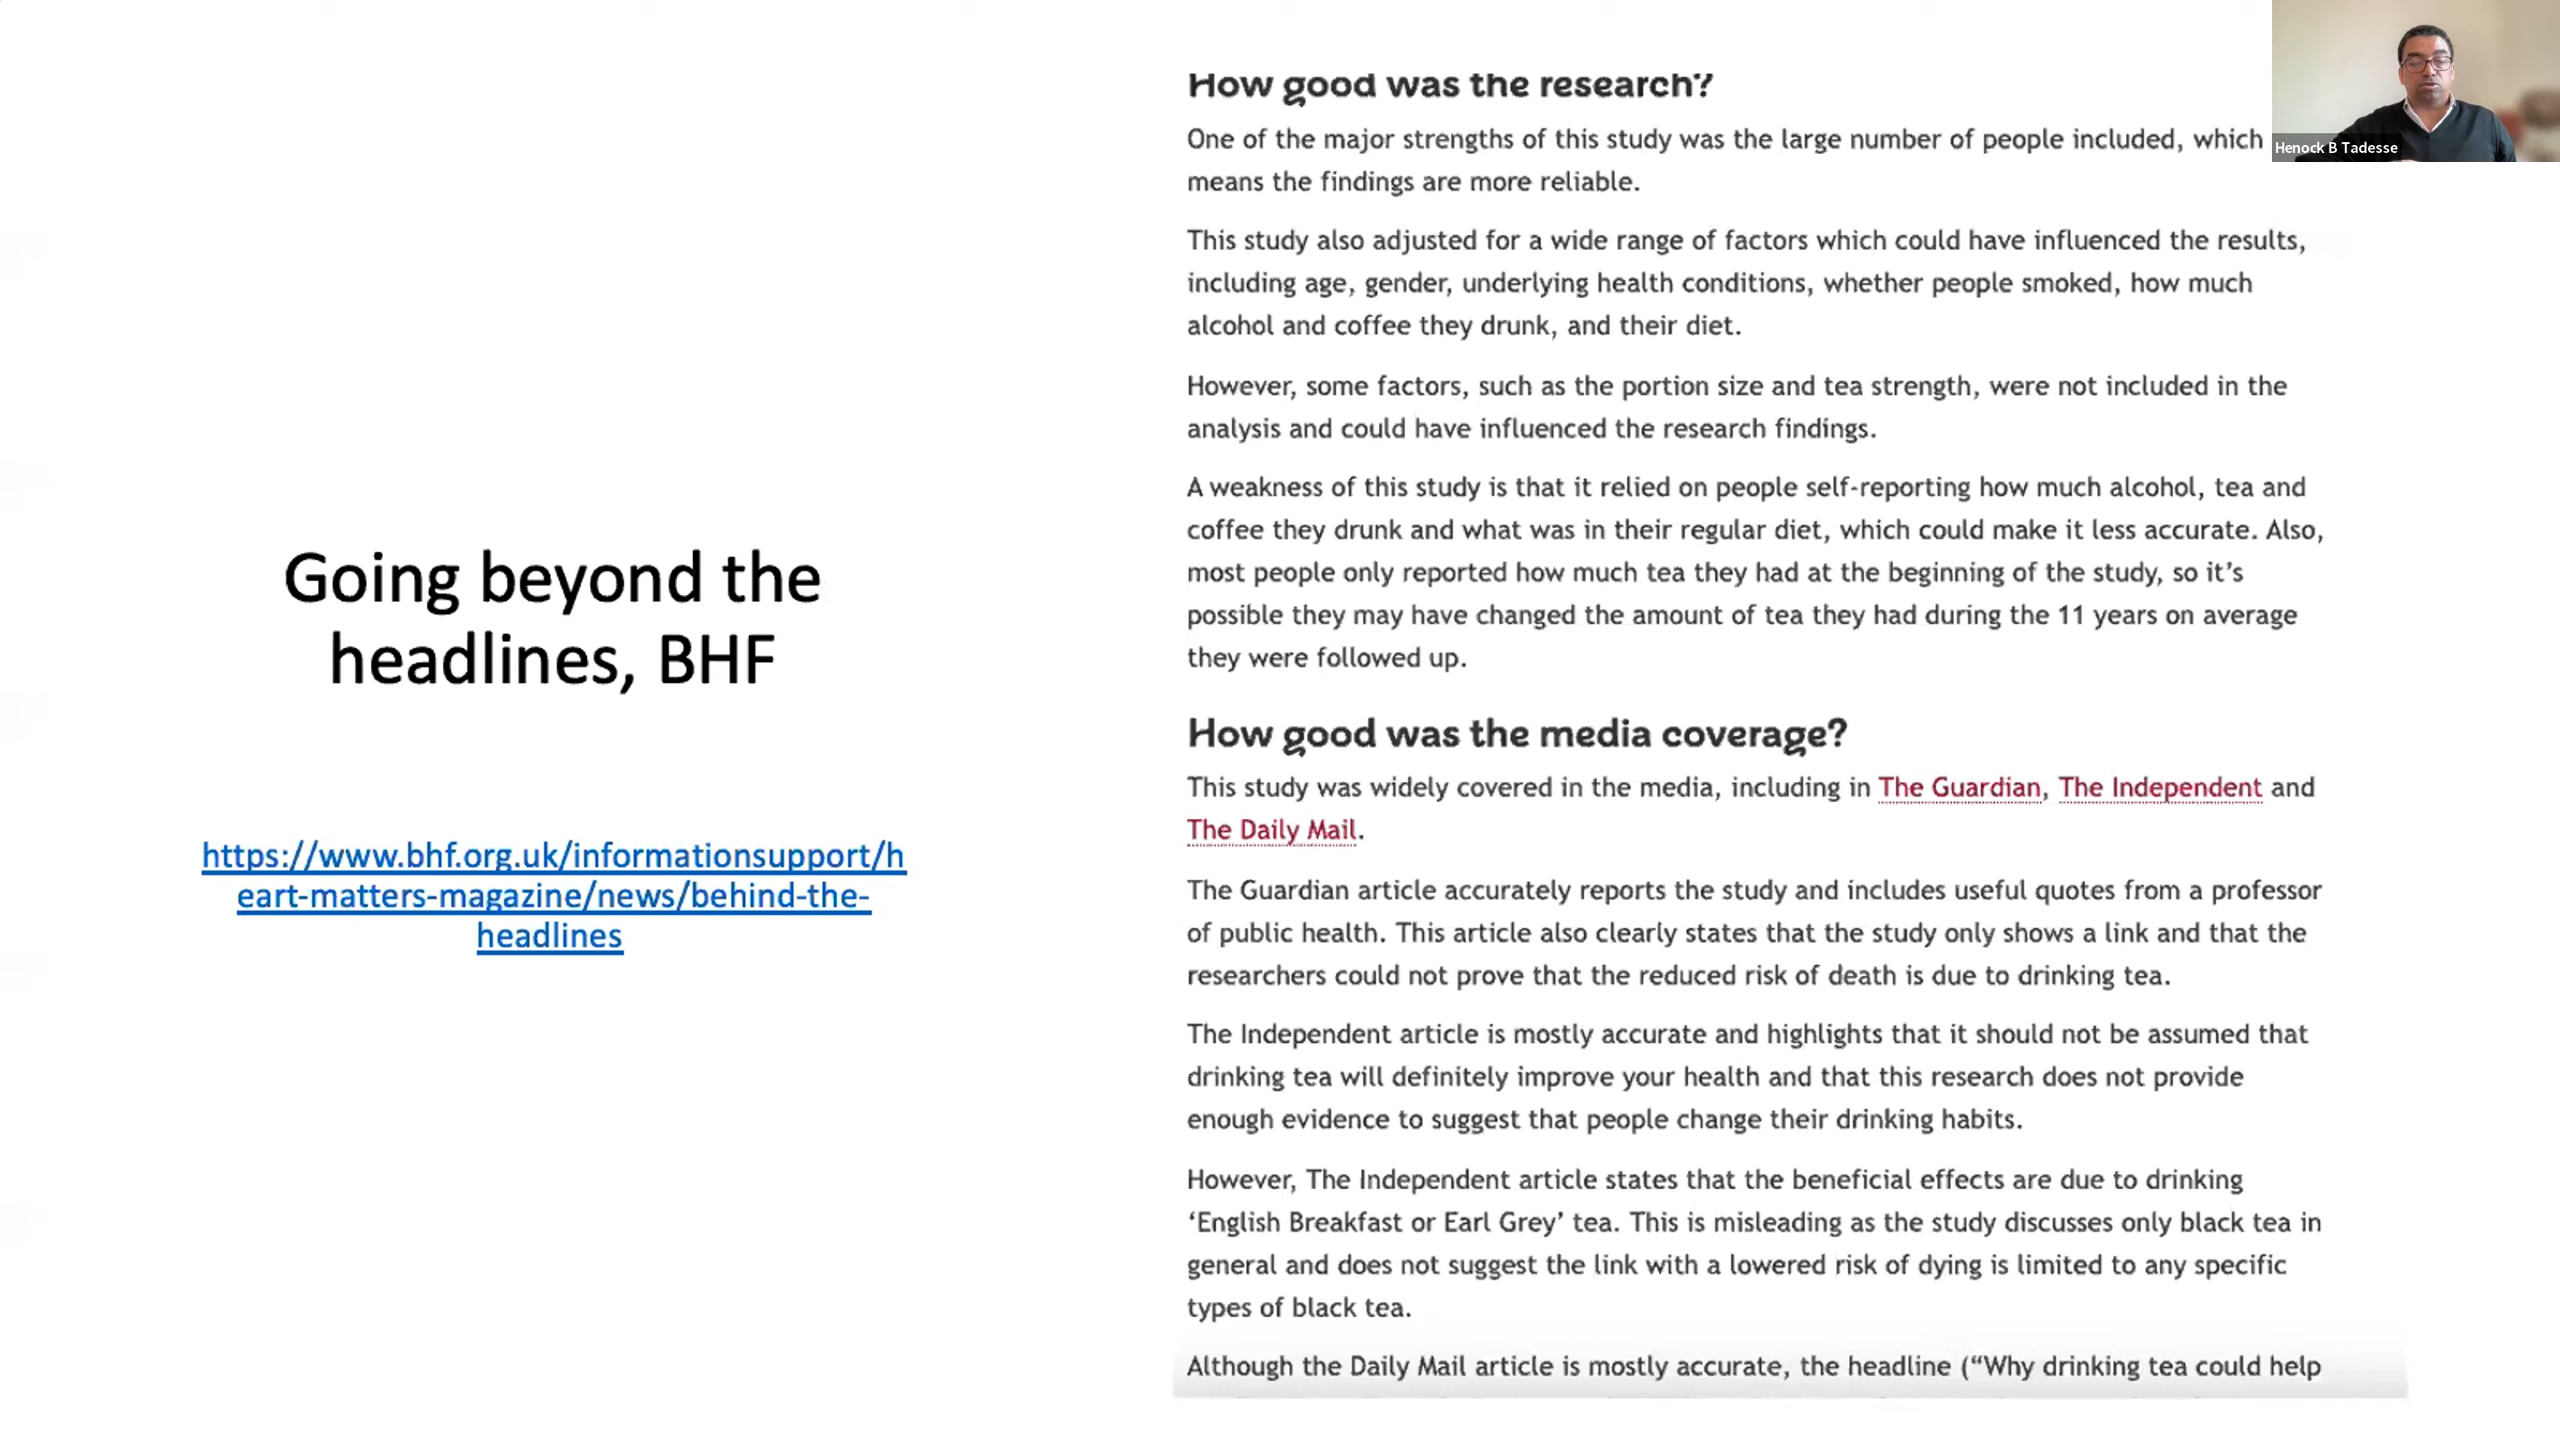 Going beyond the
headlines, BHF
https://www.bhf.org.uk/informationsupport/h
eart-matters-magazine/news/behind-the-
headlines
How good was the research?
One of the major strengths of this study was the large number of people included, which
means the findings are more reliable.
This study also adjusted for a wide range of factors which could have influenced the results,
including age, gender, underlying health conditions, whether people smoked, how much
alcohol and coffee they drunk, and their diet.
However, some factors, such as the portion size and tea strength, were not included in the
analysis and could have influenced the research findings.
A weakness of this study is that it relied on people self-reporting how much alcohol, tea and
coffee they drunk and what was in their regular diet, which could make it less accurate. Also,
most people only reported how much tea they had at the beginning of the study, so it’s
possible they may have changed the amount of tea they had during the 11 years on average
they were followed up.
How good was the media coverage?
This study was widely covered in the media, including in The Guardian, The Independent and
The Daily Mail.
The Guardian article accurately reports the study and includes useful quotes from a professor
of public health. This article also clearly states that the study only shows a link and that the
researchers could not prove that the reduced risk of death is due to drinking tea.
The Independent article is mostly accurate and highlights that it should not be assumed that
drinking tea will definitely improve your health and that this research does not provide
enough evidence to suggest that people change their drinking habits.
However, The Independent article states that the beneficial effects are due to drinking
‘English Breakfast or Earl Grey’ tea. This is misleading as the study discusses only black tea in
general and does not suggest the link with a lowered risk of dying is limited to any specific
types of black tea.
Although the Daily Mail article is mostly accurate, the headline (“Why drinking tea could help
Henock B Tadesse